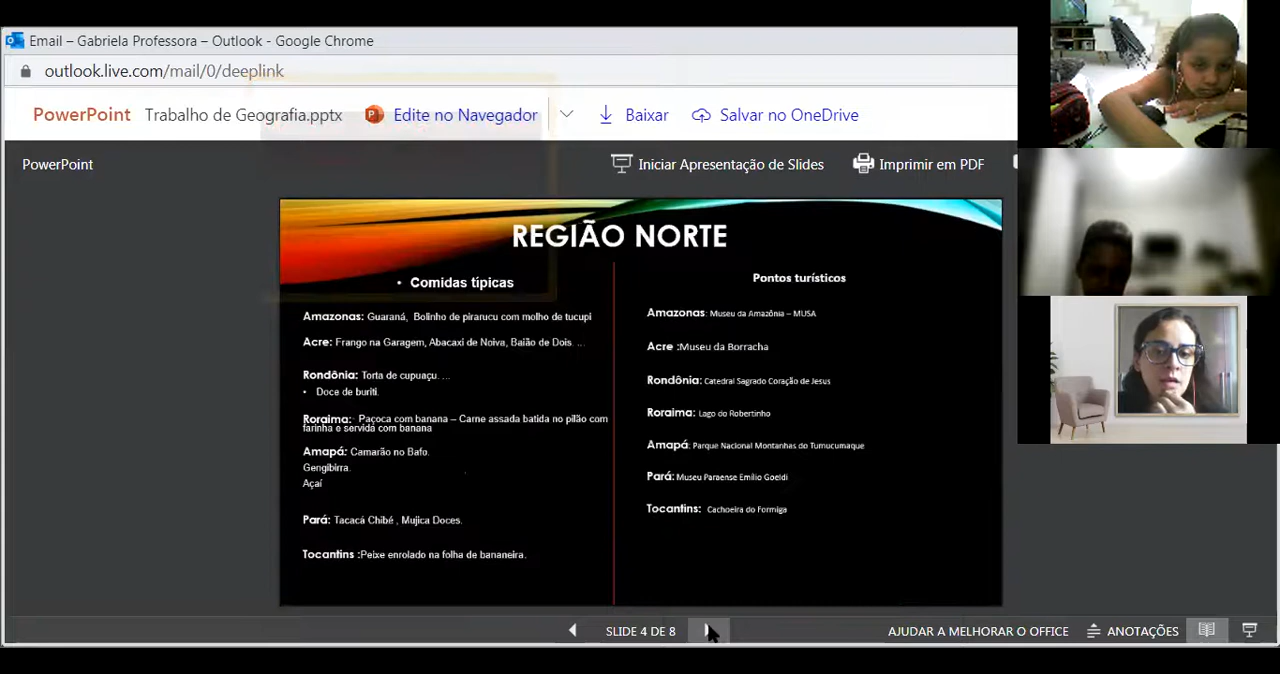 Email – Gabriela Professora – Outlook - Google Chrome
outlook.live.com/mail/0/deeplink
PowerPoint Trabalho de Geografia.pptx Edite no Navegador Baixar Salvar no OneDrive
PowerPoint Iniciar Apresentação de Slides Imprimir em PDF
REGIÃO NORTE
• Comidas típicas
Amazonas: Guaraná, Bolinho de pirarucu com molho de tucupi
Acre: Frango na Garagem, Abacaxi de Noiva, Baião de Dois. ...
Rondônia: Torta de cupuaçu. ...
• Doce de buriti.
Roraima: Paçoca com banana – Carne assada batida no pilão com
farinha e servida com banana
Amapá: Camarão no Bafo.
Gengibirra.
Açaí
Pará: Tacacá Chibé , Mujica Doces.
Tocantins :Peixe enrolado na folha de bananeira.
Pontos turísticos
Amazonas: Museu da Amazônia – MUSA
Acre :Museu da Borracha
Rondônia: Catedral Sagrado Coração de Jesus
Roraima: Lago do Robertinho
Amapá: Parque Nacional Montanhas do Tumucumaque
Pará: Museu Paraense Emílio Goeldi
Tocantins: Cachoeira do Formiga
SLIDE 4 DE 8 AJUDAR A MELHORAR O OFFICE ANOTAÇÕES